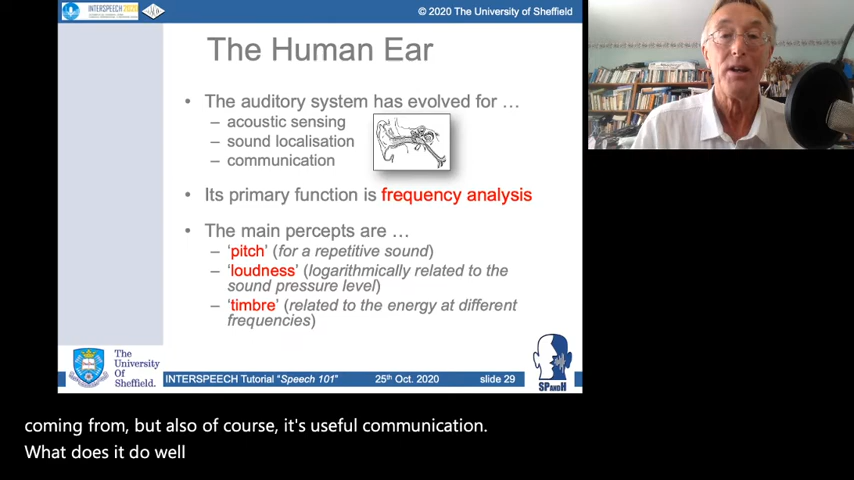 INTERSPEECH 2020
© 2020 The University of Sheffield
The Human Ear
• The auditory system has evolved for …
– acoustic sensing
– sound localisation
– communication
• Its primary function is frequency analysis
• The main percepts are …
– ‘pitch’ (for a repetitive sound)
– ‘loudness’ (logarithmically related to the
sound pressure level)
– ‘timbre’ (related to the energy at different
frequencies)
The
University
Of
Sheffield.
SPandH
INTERSPEECH Tutorial “Speech 101”
25th Oct. 2020
slide 29
coming from, but also of course, it's useful communication.
What does it do well